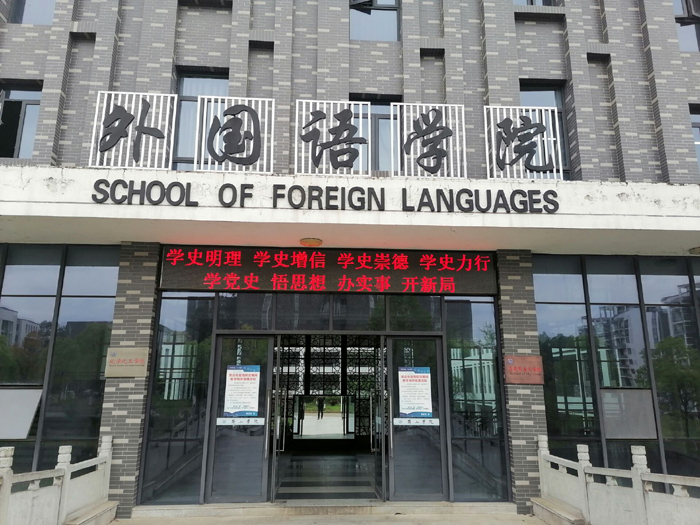 外国语学院
SCHOOL OF FOREIGN LANGUAGES
学史明理 学史增信 学史崇德 学史力行
学党史 悟思想 办实事 开新局